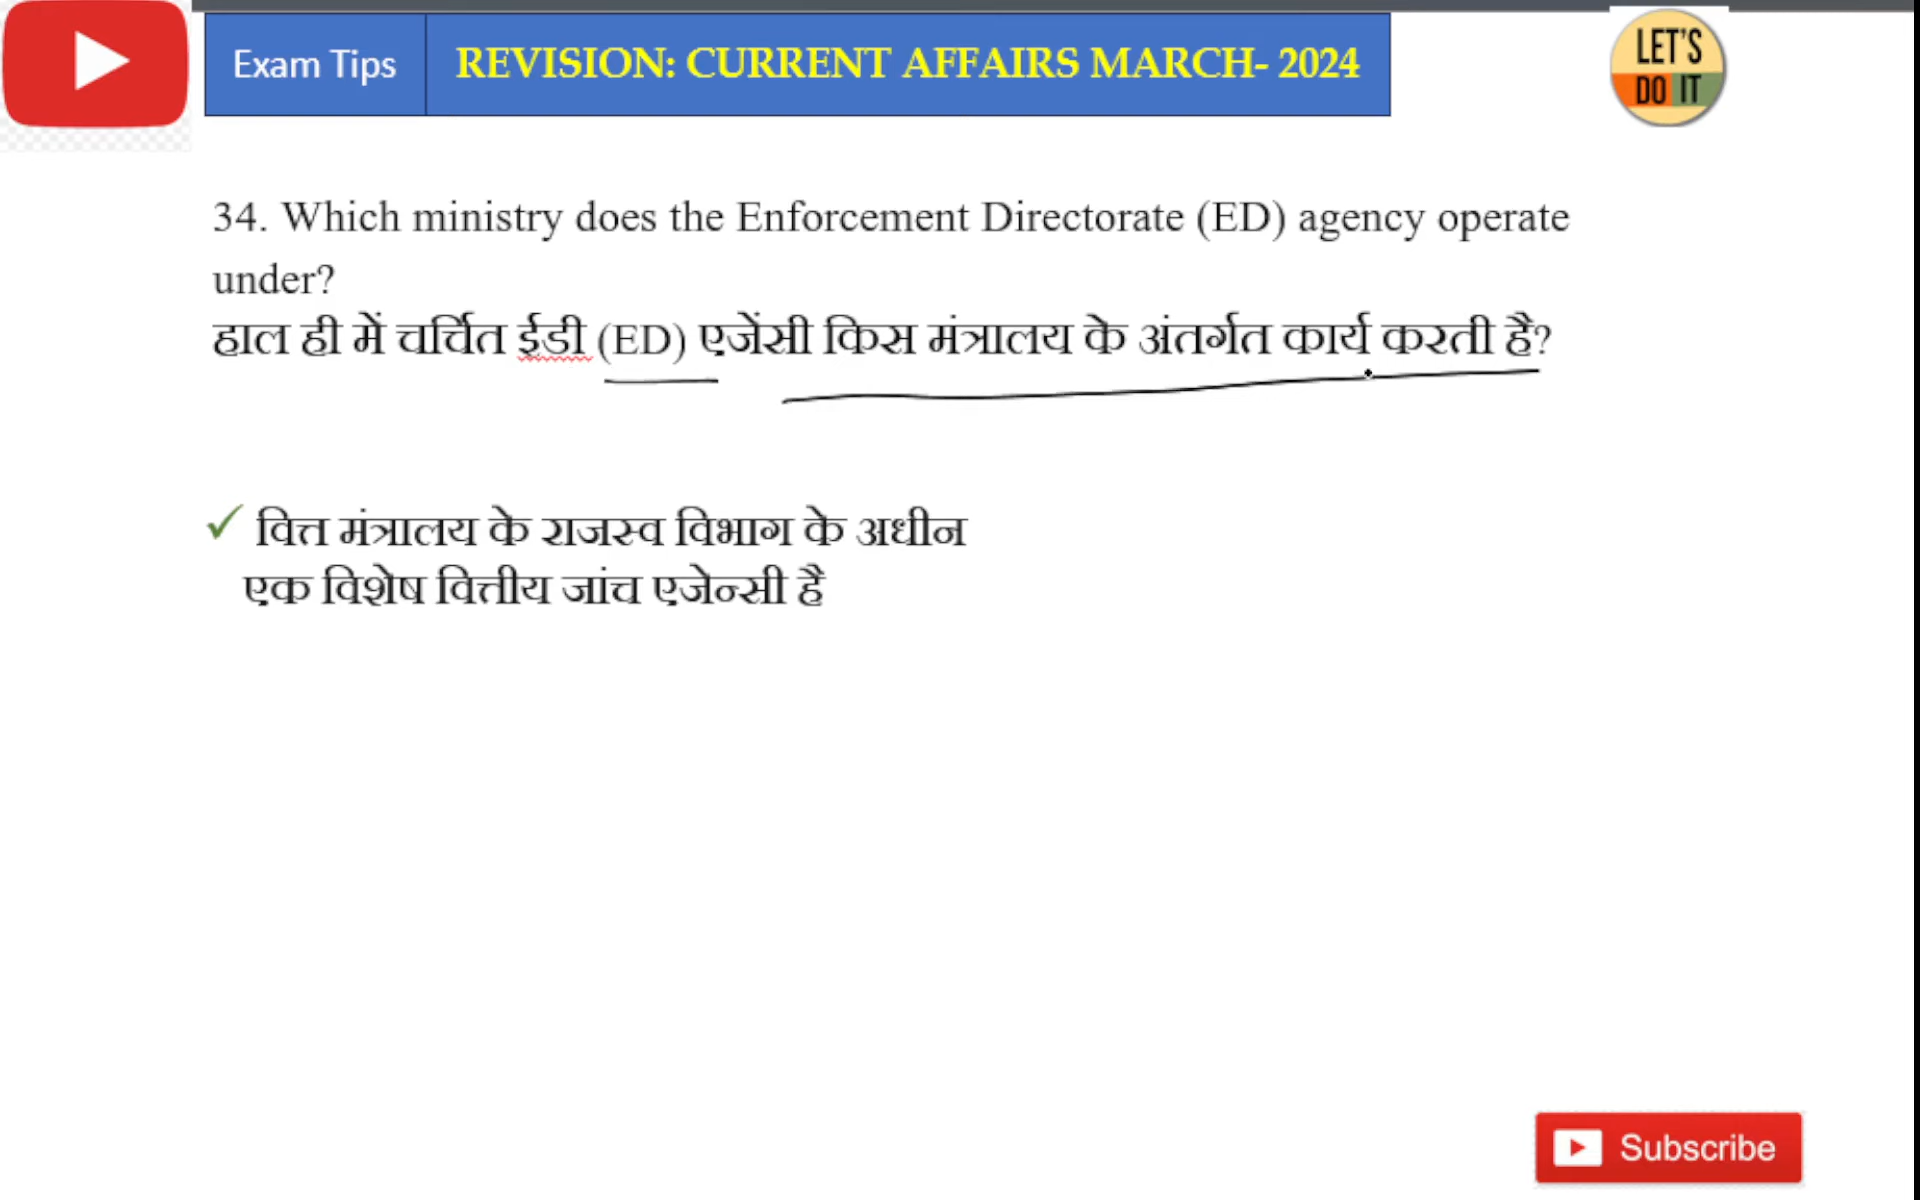 Exam Tips
REVISION: CURRENT AFFAIRS MARCH- 2024
LET'S
DO IT
34. Which ministry does the Enforcement Directorate (ED) agency operate
under?
हाल ही में चर्चित ईडी (ED) एजेंसी किस मंत्रालय के अंतर्गत कार्य करती है?
✓ वित्त मंत्रालय के राजस्व विभाग के अधीन
एक विशेष वित्तीय जांच एजेन्सी है
Subscribe